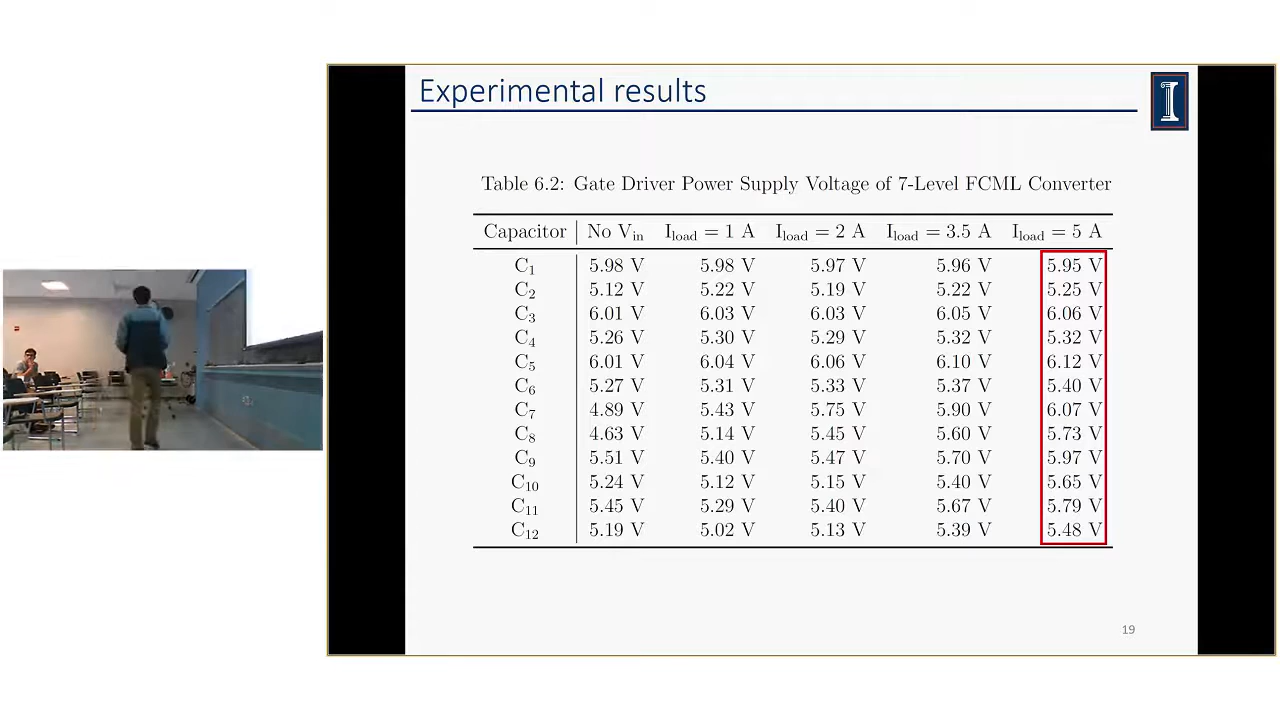 Experimental results
I
Table 6.2: Gate Driver Power Supply Voltage of 7-Level FCML Converter
Capacitor No Vin Iload = 1 A Iload = 2 A Iload = 3.5 A Iload = 5 A
C1 5.98 V 5.98 V 5.97 V 5.96 V 5.95 V
C2 5.12 V 5.22 V 5.19 V 5.22 V 5.25 V
C3 6.01 V 6.03 V 6.03 V 6.05 V 6.06 V
C4 5.26 V 5.30 V 5.29 V 5.32 V 5.32 V
C5 6.01 V 6.04 V 6.06 V 6.10 V 6.12 V
C6 5.27 V 5.31 V 5.33 V 5.37 V 5.40 V
C7 4.89 V 5.43 V 5.75 V 5.90 V 6.07 V
C8 4.63 V 5.14 V 5.45 V 5.60 V 5.73 V
C9 5.51 V 5.40 V 5.47 V 5.70 V 5.97 V
C10 5.24 V 5.12 V 5.15 V 5.40 V 5.65 V
C11 5.45 V 5.29 V 5.40 V 5.67 V 5.79 V
C12 5.19 V 5.02 V 5.13 V 5.39 V 5.48 V
19